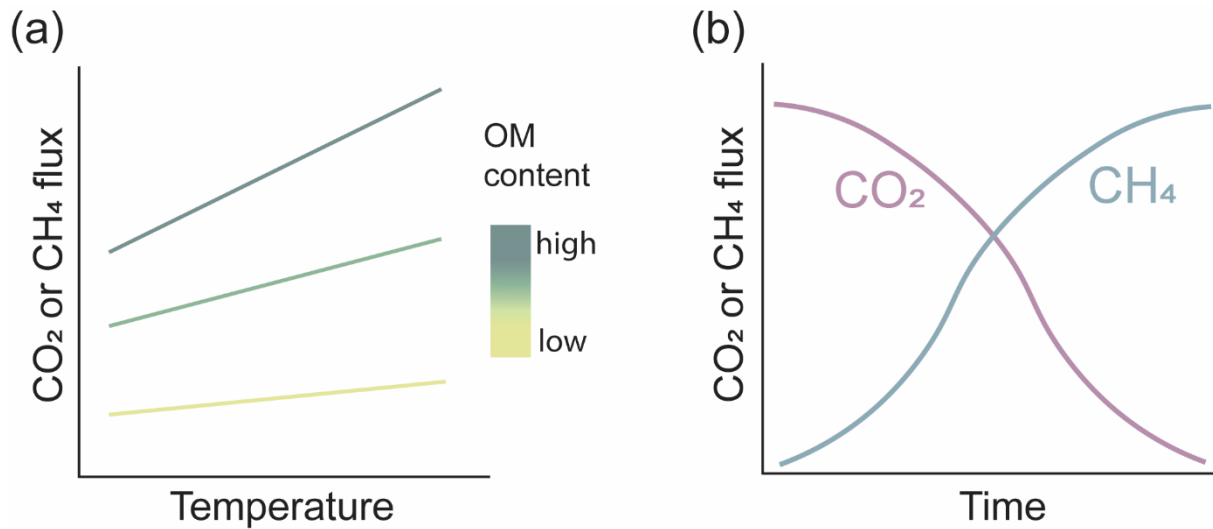 (a)
CO₂ or CH₄ flux
Temperature
OM
content
high
low
(b)
CO₂ or CH₄ flux
CO₂
CH₄
Time